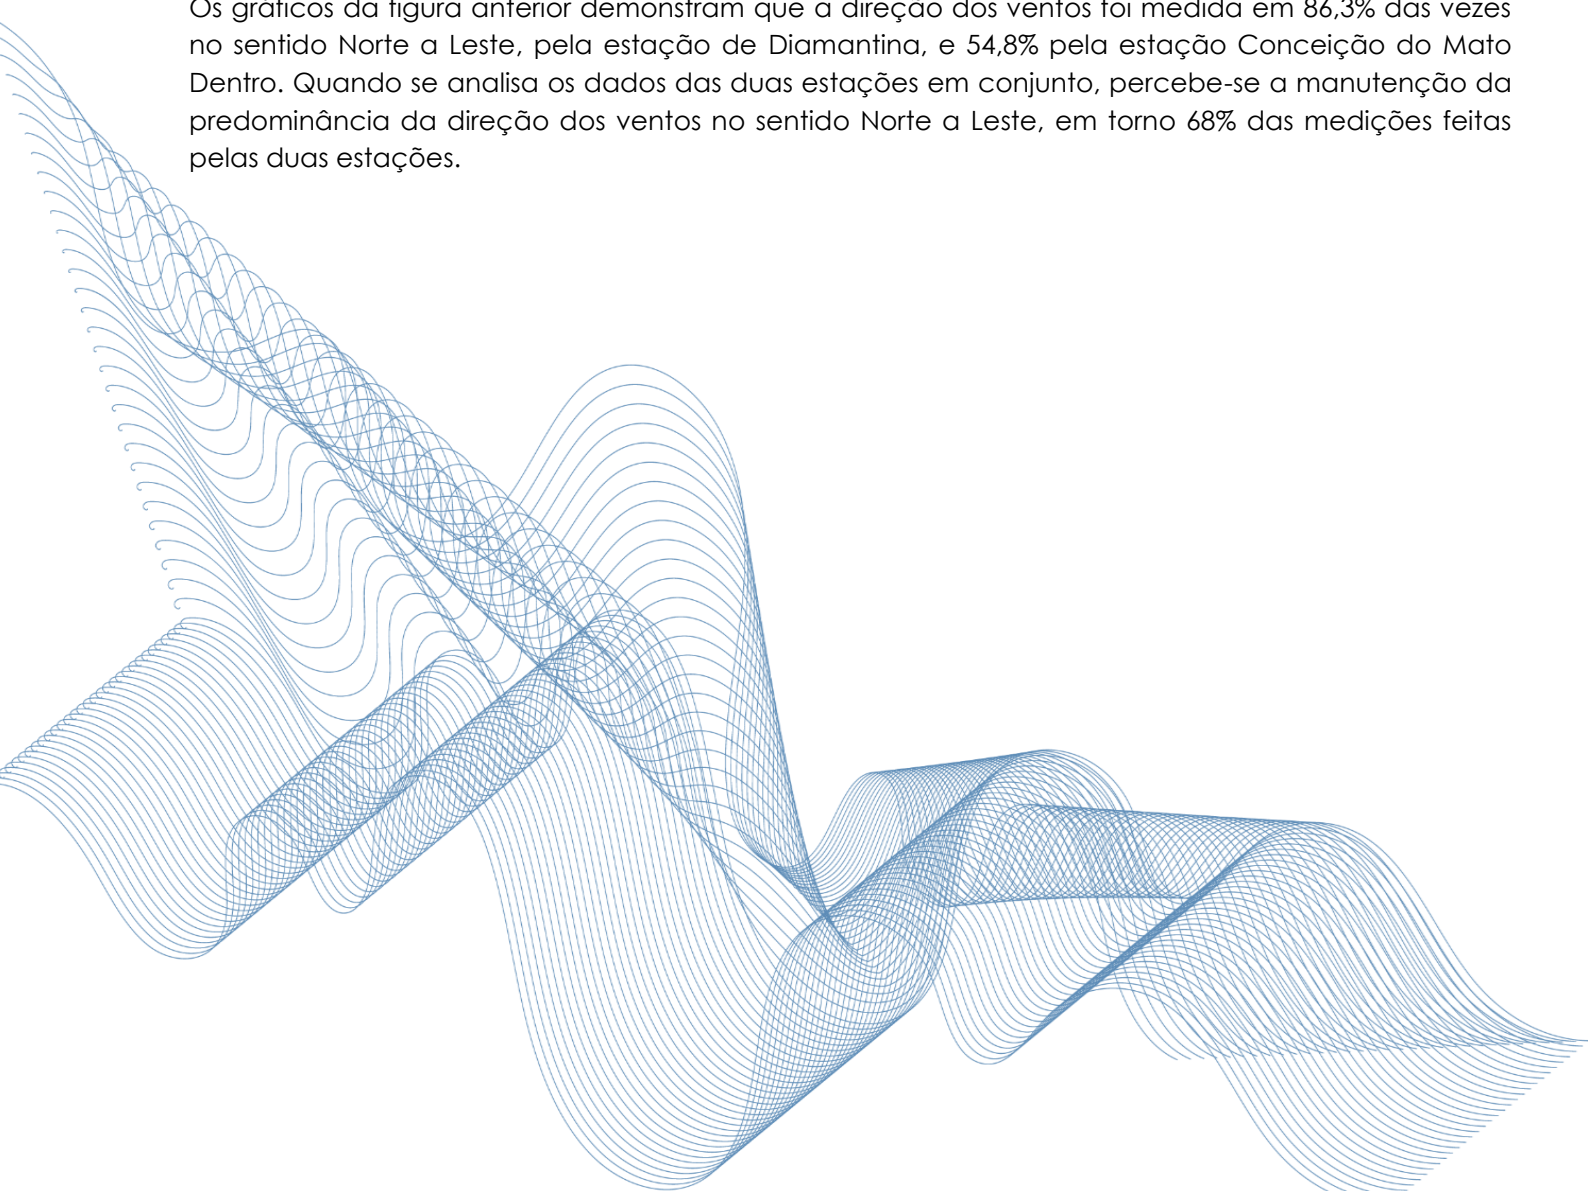 Os gráficos da figura anterior demonstram que a direção dos ventos foi medida em 86,3% das vezes
no sentido Norte a Leste, pela estação de Diamantina, e 54,8% pela estação Conceição do Mato
Dentro. Quando se analisa os dados das duas estações em conjunto, percebe-se a manutenção da
predominância da direção dos ventos no sentido Norte a Leste, em torno 68% das medições feitas
pelas duas estações.